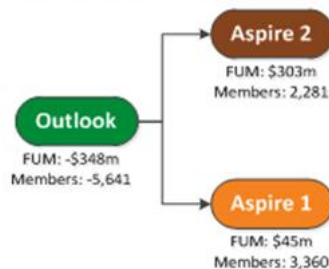 Aspire 2
FUM: $303m
Members: 2,281
Outlook
FUM: -$348m
Members: -5,641
Aspire 1
FUM: $45m
Members: 3,360